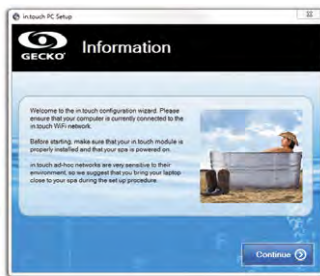 in.touch PC Setup
GECKO
Information
Welcome to the in.touch configuration wizard. Please
ensure that your computer is currently connected to the
in.touch WiFi network.
Before starting, make sure that your in.touch module is
properly installed and that your spa is powered on.
in.touch ad-hoc networks are very sensitive to their
environment, so we suggest that you bring your laptop
close to your spa during the set up procedure.
Continue